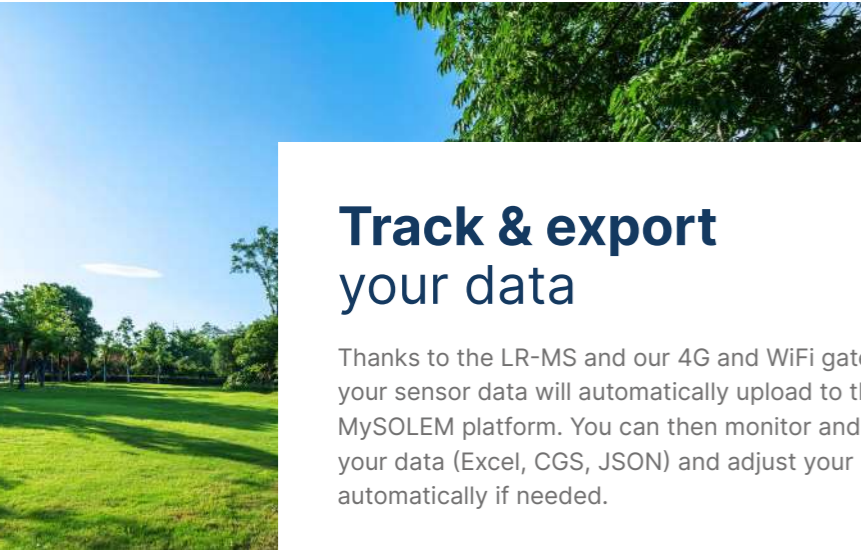 Track & export
your data
Thanks to the LR-MS and our 4G and WiFi
your sensor data will automatically upload to
MySOLEM platform. You can then monitor and
your data (Excel, CGS, JSON) and adjust your
automatically if needed.